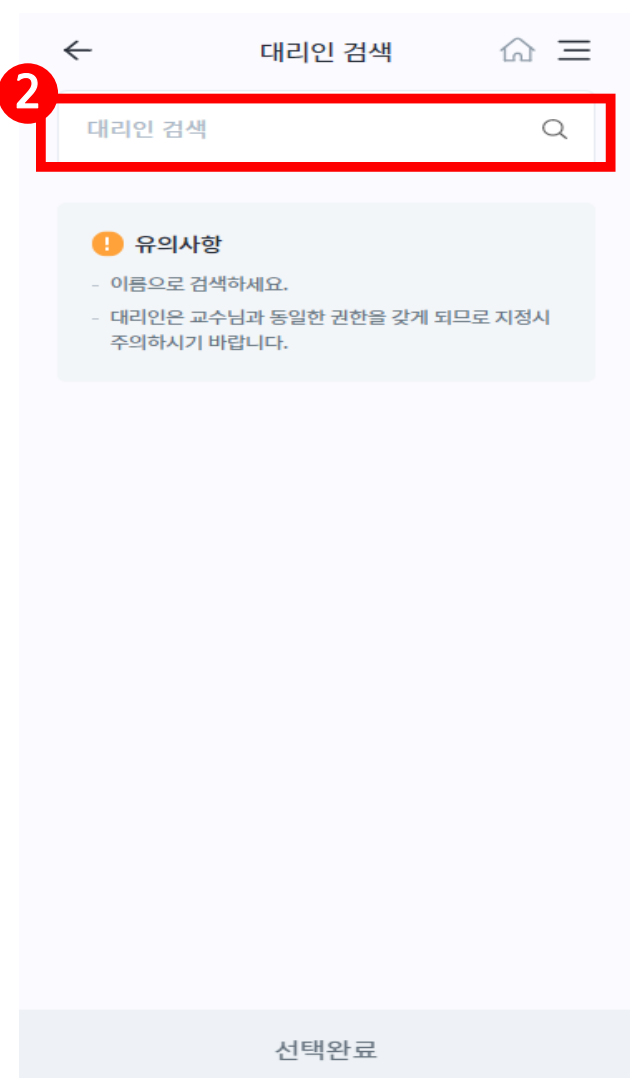 대리인 검색
2
대리인 검색
유의사항
- 이름으로 검색하세요.
- 대리인은 교수님과 동일한 권한을 갖게 되므로 지정시
주의하시기 바랍니다.
선택완료